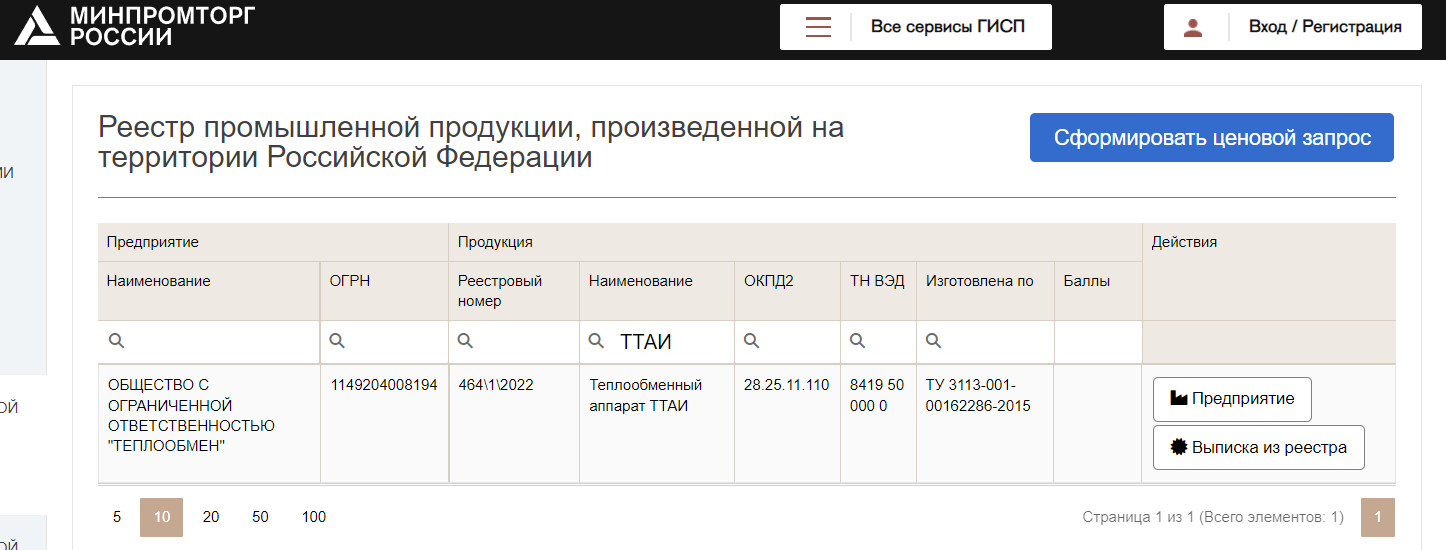 МИНПРОМТОРГ
РОССИИ
Все сервисы ГИСП
Вход / Регистрация
ИИ
ОЙ
ОЙ
Реестр промышленной продукции, произведенной на
территории Российской Федерации
Сформировать ценовой запрос
Предприятие
Продукция
Действия
Наименование
ОГРН
Реестровый
номер
Наименование
ОКПД2
ТН ВЭД
Изготовлена по
Баллы
ТТАИ
ОБЩЕСТВО С
ОГРАНИЧЕННОЙ
ОТВЕТСТВЕННОСТЬЮ
"ТЕПЛООБМЕН"
1149204008194
464\1\2022
Теплообменный
аппарат ТТАИ
28.25.11.110
8419 50
000 0
ТУ 3113-001-
00162286-2015
Предприятие
Выписка из реестра
5 10 20 50 100
Страница 1 из 1 (Всего элементов: 1)
1